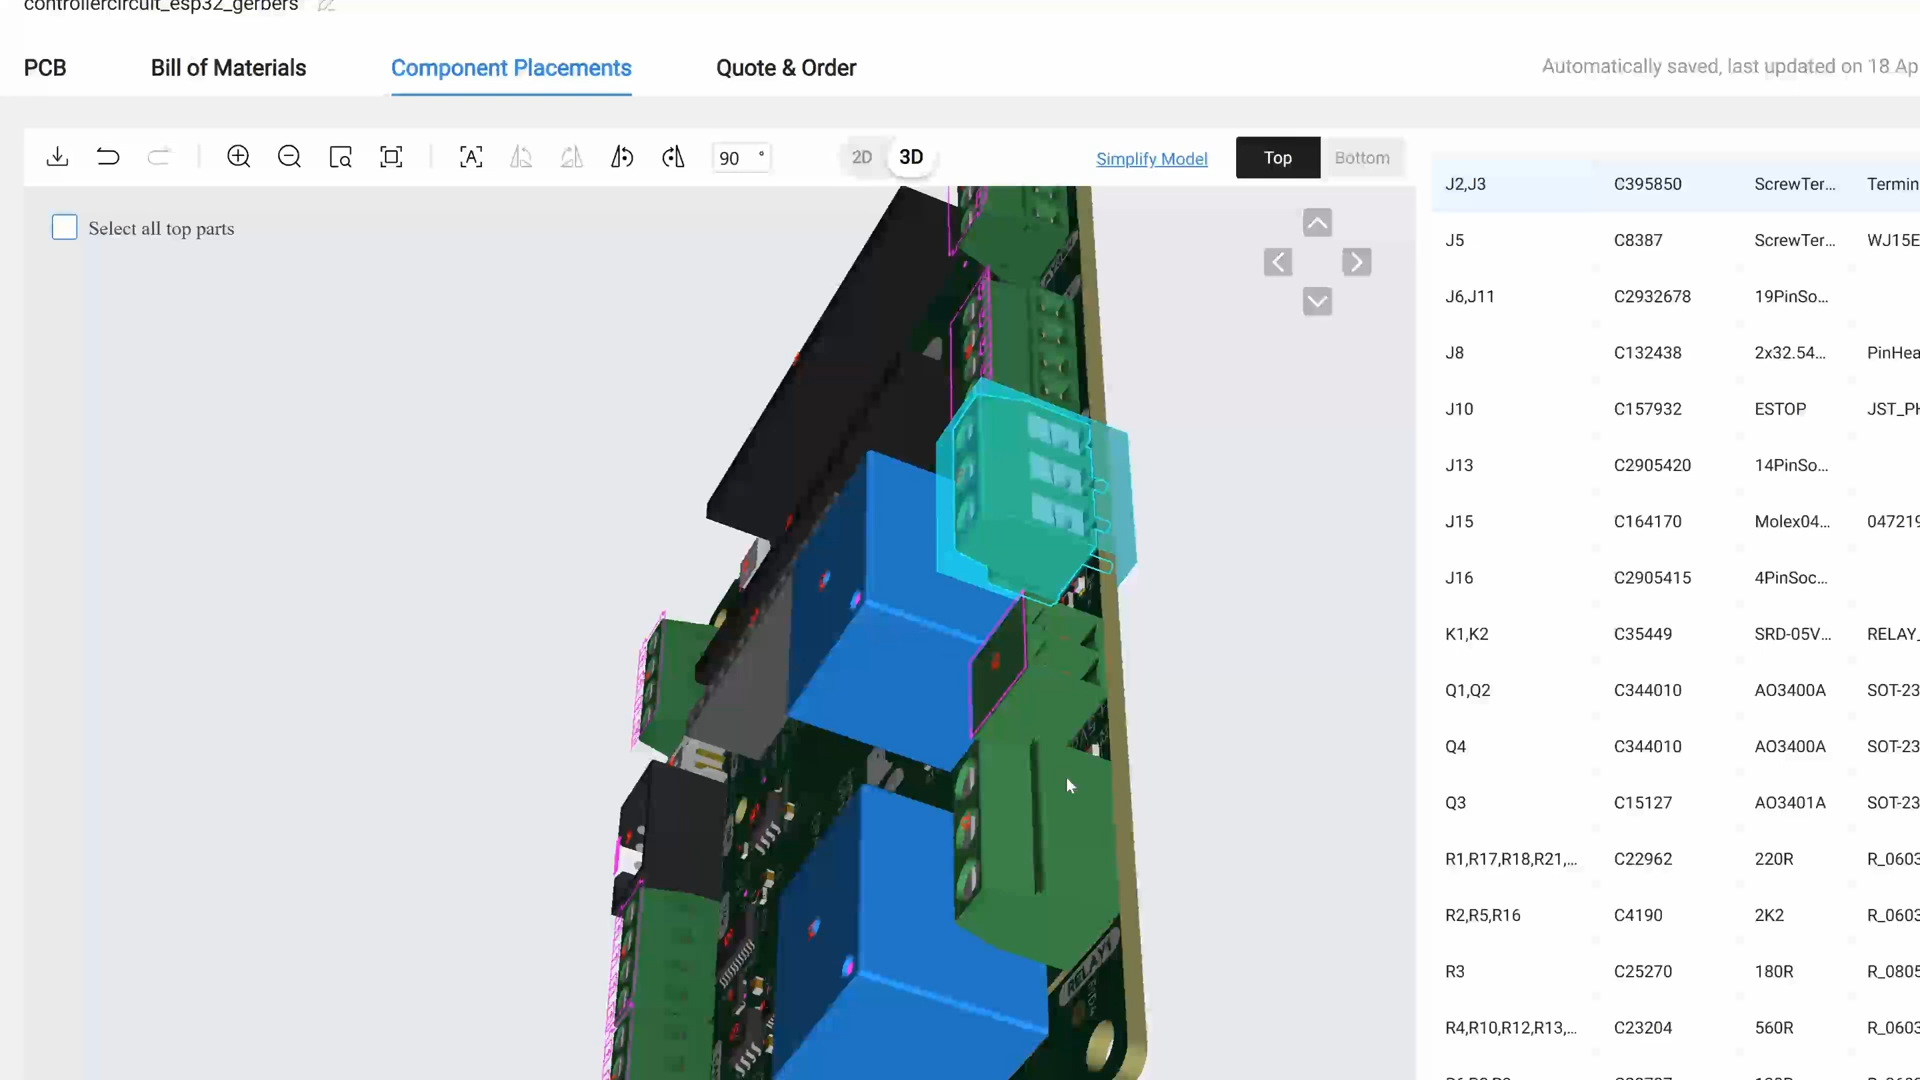 controllercircuit_esp32_gerbers
PCB Bill of Materials Component Placements Quote & Order Automatically saved, last updated on 18 Ap
90 ° 2D 3D Simplify Model Top Bottom
Select all top parts
J2,J3 C395850 ScrewTer... Termin
J5 C8387 ScrewTer... WJ15E
J6,J11 C2932678 19PinSo...
J8 C132438 2x32.54... PinHea
J10 C157932 ESTOP JST_PH
J13 C2905420 14PinSo...
J15 C164170 Molex04... 047219
J16 C2905415 4PinSoc...
K1,K2 C35449 SRD-05V... RELAY_
Q1,Q2 C344010 AO3400A SOT-23
Q4 C344010 AO3400A SOT-23
Q3 C15127 AO3401A SOT-23
R1,R17,R18,R21,... C22962 220R R_0603
R2,R5,R16 C4190 2K2 R_0603
R3 C25270 180R R_0805
R4,R10,R12,R13,... C23204 560R R_0603
RELAY1